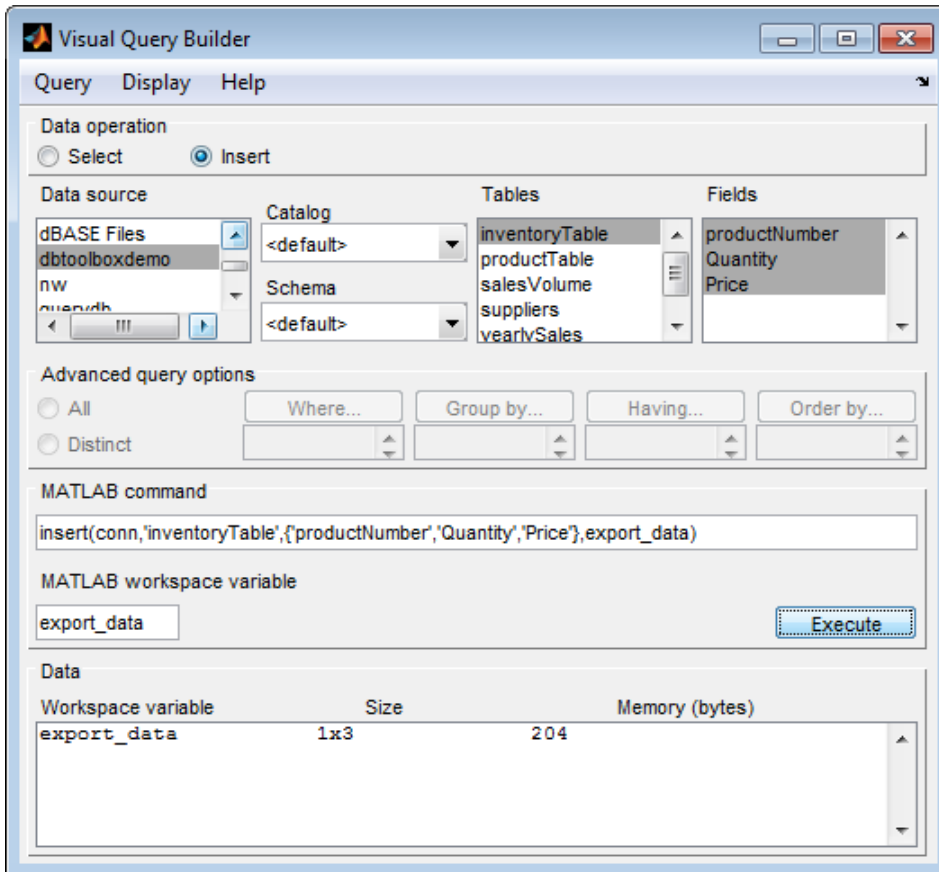 Visual Query Builder
Query Display Help
Data operation
Select Insert
Data source
dBASE Files
dbtoolboxdemo
nw
querydb
Catalog
<default>
Schema
<default>
Tables
inventoryTable
productTable
salesVolume
suppliers
yearlySales
Fields
productNumber
Quantity
Price
Advanced query options
All
Distinct
Where... Group by... Having... Order by...
MATLAB command
insert(conn,'inventoryTable',{'productNumber','Quantity','Price'},export_data)
MATLAB workspace variable
export_data
Execute
Data
Workspace variable Size Memory (bytes)
export_data 1x3 204